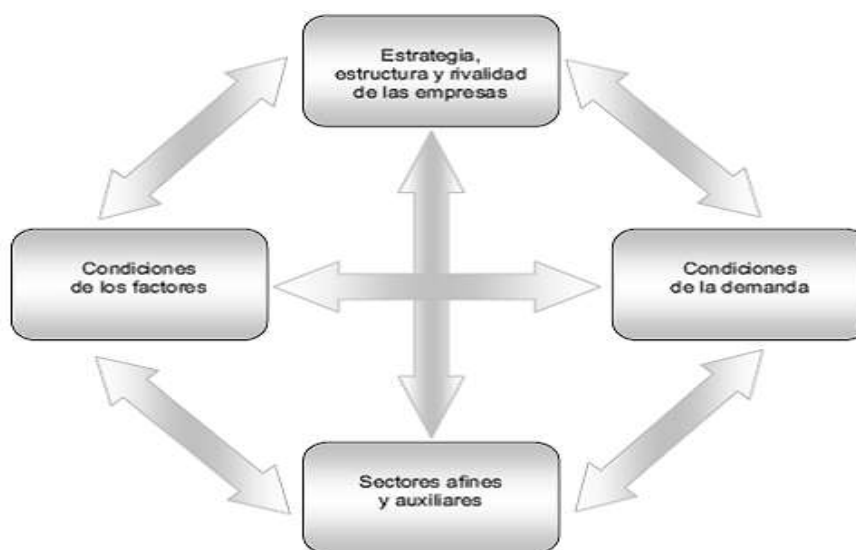 Estrategia,
estructura y rivalidad
de las empresas
Condiciones
de los factores
Condiciones
de la demanda
Sectores afines
y auxiliares